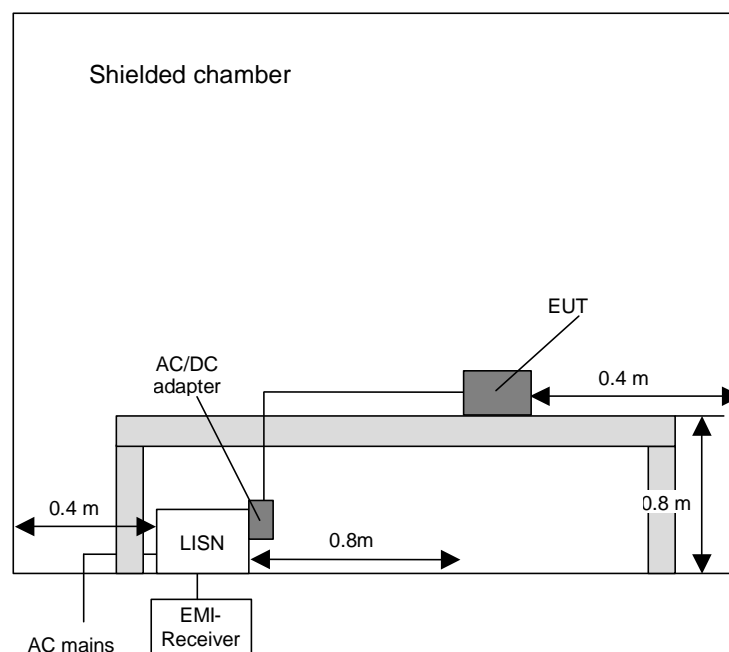 Shielded chamber
EUT
AC/DC
adapter
0.4 m
0.4 m
0.8 m
LISN
0.8m
EMI-
Receiver
AC mains